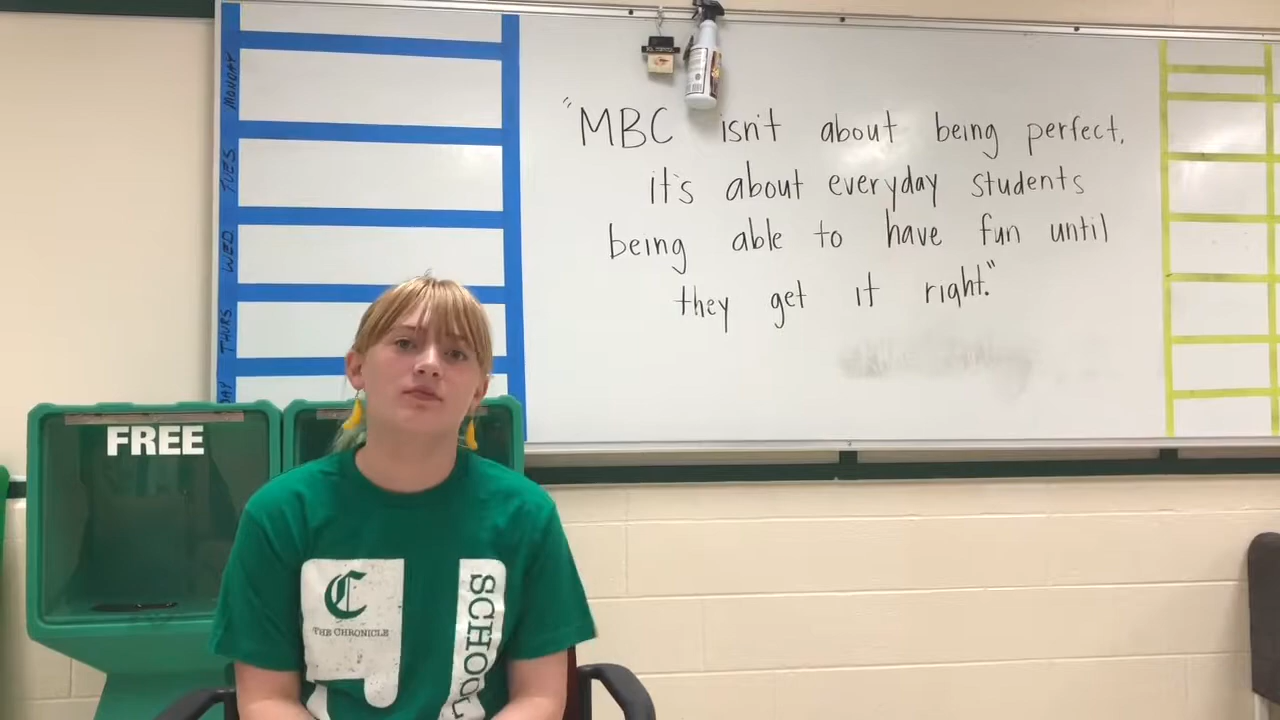 MONDAY
TUES
WED
THURS
"MBC isn't about being perfect,
it's about everyday students
being able to have fun until
they get it right."
FREE
C
THE CHRONICLE
J
SCHOOL